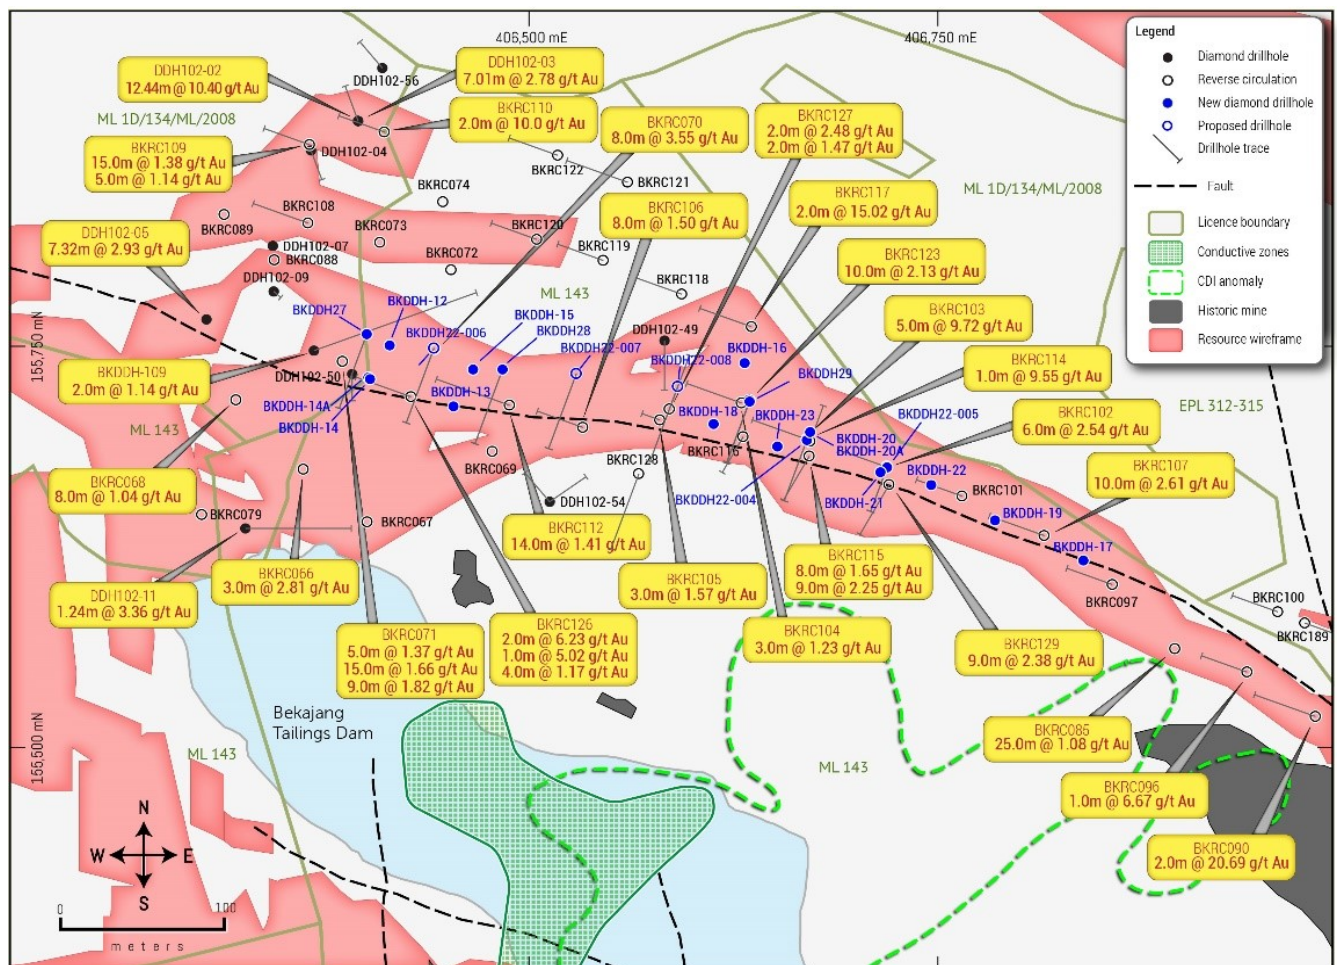 406,500 mE
406,750 mE
Legend
Diamond drillhole
Reverse circulation
New diamond drillhole
Proposed drillhole
Drillhole trace
Fault
Licence boundary
Conductive zones
CDI anomaly
Historic mine
Resource wireframe
DDH102-02
12.44m @ 10.40 g/t Au
DDH102-56
DDH102-03
7.01m @ 2.78 g/t Au
BKRC110
2.0m @ 10.0 g/t Au
BKRC070
8.0m @ 3.55 g/t Au
BKRC127
2.0m @ 2.48 g/t Au
2.0m @ 1.47 g/t Au
ML 1D/134/ML/2008
BKRC109
15.0m @ 1.38 g/t Au
5.0m @ 1.14 g/t Au
DDH102-04
BKRC122
BKRC121
BKRC074
ML 1D/134/ML/2008
BKRC117
2.0m @ 15.02 g/t Au
BKRC106
8.0m @ 1.50 g/t Au
BKRC108
BKRC089
BKRC073
BKRC120
BKRC119
DDH102-05
7.32m @ 2.93 g/t Au
DDH102-07
BKRC088
BKRC072
DDH102-09
BKRC118
BKRC123
10.0m @ 2.13 g/t Au
ML 143
BKDDH27
BKDDH-12
BKDDH22-006
BKDDH-15
BKDDH28
BKDDH22-007
DDH102-49
BKDDH22-008
BKDDH-16
BKRC103
5.0m @ 9.72 g/t Au
155,750 mN
BKRC114
1.0m @ 9.55 g/t Au
BKDDH-109
2.0m @ 1.14 g/t Au
DDH102-50
BKDDH29
BKDDH-14A
BKDDH-13
BKDDH-14
BKDDH-18
BKDDH-23
BKDDH22-005
BKRC102
6.0m @ 2.54 g/t Au
EPL 312-315
ML 143
BKDDH-20
BKDDH-20A
BKRC116
BKRC069
BKRC128
BKDDH-22
BKRC107
10.0m @ 2.61 g/t Au
BKRC068
8.0m @ 1.04 g/t Au
BKDDH22-004
BKDDH-21
BKRC101
DDH102-54
BKRC079
BKRC067
BKDDH-19
BKRC112
14.0m @ 1.41 g/t Au
BKDDH-17
BKRC115
8.0m @ 1.65 g/t Au
9.0m @ 2.25 g/t Au
BKRC066
3.0m @ 2.81 g/t Au
BKRC105
3.0m @ 1.57 g/t Au
DDH102-11
1.24m @ 3.36 g/t Au
BKRC097
BKRC100
BKRC189
BKRC071
5.0m @ 1.37 g/t Au
15.0m @ 1.66 g/t Au
9.0m @ 1.82 g/t Au
BKRC126
2.0m @ 6.23 g/t Au
1.0m @ 5.02 g/t Au
4.0m @ 1.17 g/t Au
BKRC104
3.0m @ 1.23 g/t Au
BKRC129
9.0m @ 2.38 g/t Au
Bekajang
Tailings Dam
BKRC085
25.0m @ 1.08 g/t Au
155,500 mN
ML 143
ML 143
BKRC096
1.0m @ 6.67 g/t Au
BKRC090
2.0m @ 20.69 g/t Au
N
W
E
S
0
100
meters